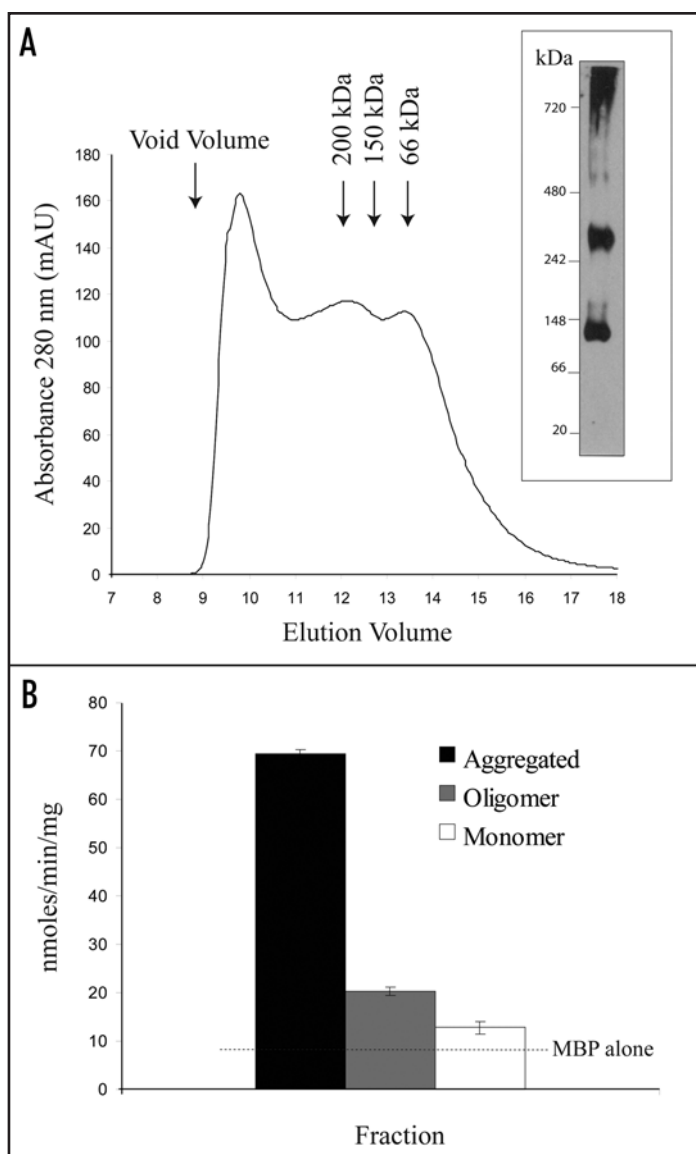 A
kDa
720
480
242
148
66
20
Void Volume
200 kDa
150 kDa
66 kDa
180
160
140
120
100
80
60
40
20
0
Absorbance 280 nm (mAU)
7 8 9 10 11 12 13 14 15 16 17 18
Elution Volume
B
80
70
60
50
40
30
20
10
0
nmoles/min/mg
Aggregated
Oligomer
Monomer
MBP alone
Fraction